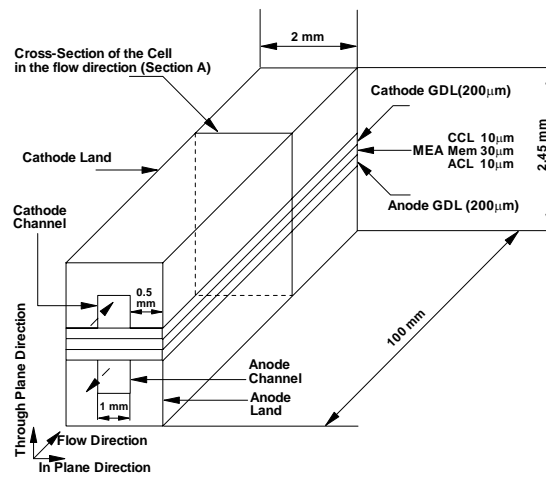 2 mm
Cross-Section of the Cell
in the flow direction (Section A)
Cathode GDL(200µm)
CCL 10µm
MEA Mem 30µm
ACL 10µm
2.45 mm
Cathode Land
Anode GDL (200µm)
Cathode
Channel
0.5
mm
100 mm
Anode
Channel
1 mm
Anode
Land
Through Plane Direction
Flow Direction
In Plane Direction